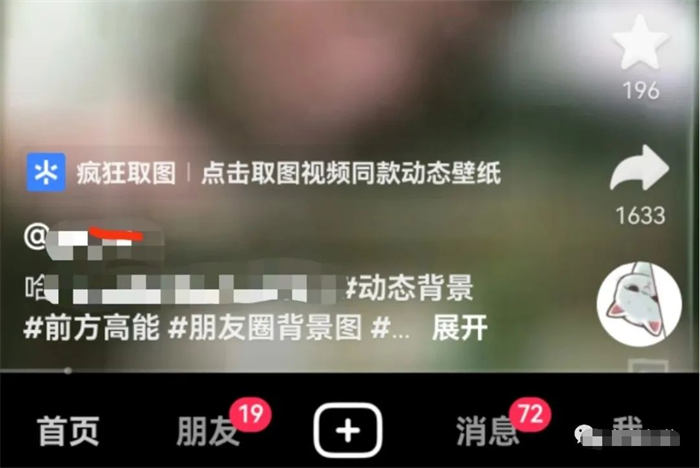 196
疯狂取图 | 点击取图视频同款动态壁纸
1633
@
哈 #动态背景
#前方高能 #朋友圈背景图 #... 展开
首页 朋友 19 消息 72 我